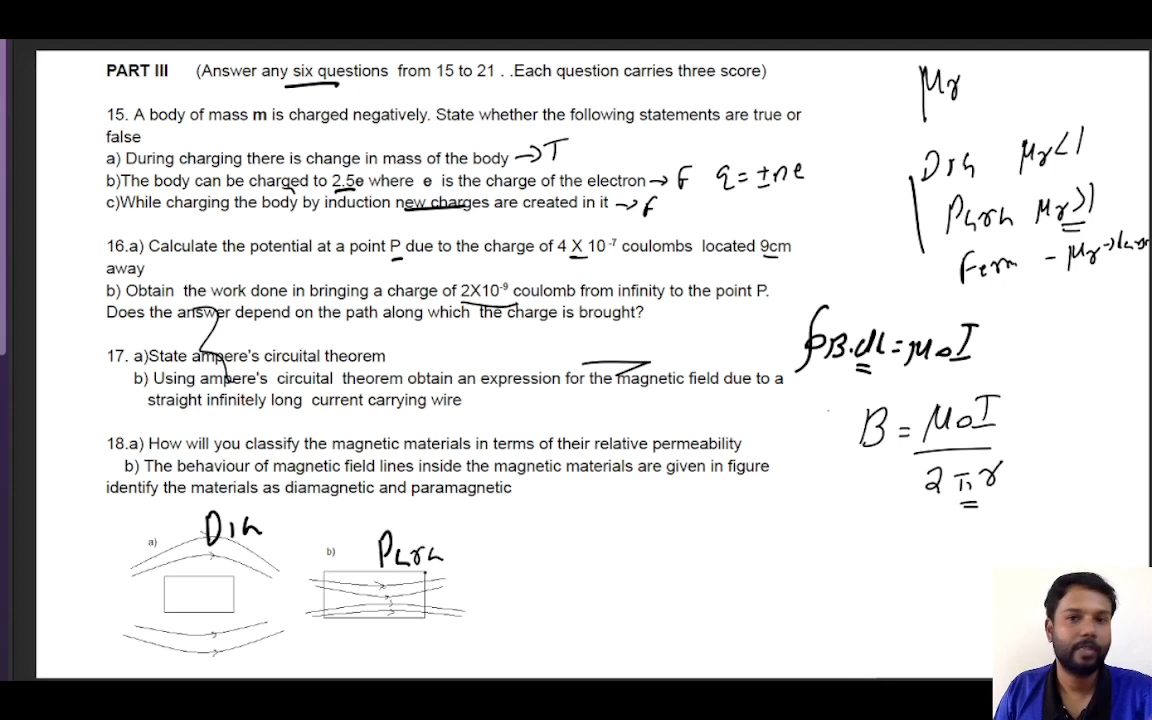 PART III (Answer any six questions from 15 to 21 . .Each question carries three score)
μr
15. A body of mass m is charged negatively. State whether the following statements are true or
false
a) During charging there is change in mass of the body → T
Dia μr<1
b)The body can be charged to 2.5e where e is the charge of the electron → F q = ±ne
c)While charging the body by induction new charges are created in it → F
Para μr>1
16.a) Calculate the potential at a point P due to the charge of 4 X 10⁻⁷ coulombs located 9cm
away
Ferro - μr →
b) Obtain the work done in bringing a charge of 2X10⁻⁹ coulomb from infinity to the point P.
Does the answer depend on the path along which the charge is brought?
∮B.dl = μ₀I
17. a)State ampere's circuital theorem
b) Using ampere's circuital theorem obtain an expression for the magnetic field due to a
straight infinitely long current carrying wire
B = μ₀I
2πr
18.a) How will you classify the magnetic materials in terms of their relative permeability
b) The behaviour of magnetic field lines inside the magnetic materials are given in figure
identify the materials as diamagnetic and paramagnetic
a) Dia
b) Para